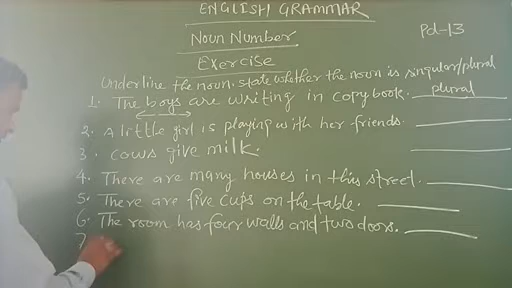 ENGLISH GRAMMAR
Noun Number
Pd-13
Exercise
Underline the noun. state whether the noun is singular/plural
1. The boys are writing in copybook. plural
2. A little girl is playing with her friends.
3. cows give milk.
4. There are many houses in this street.
5. There are five cups on the table.
6. The room has four walls and two doors.
7